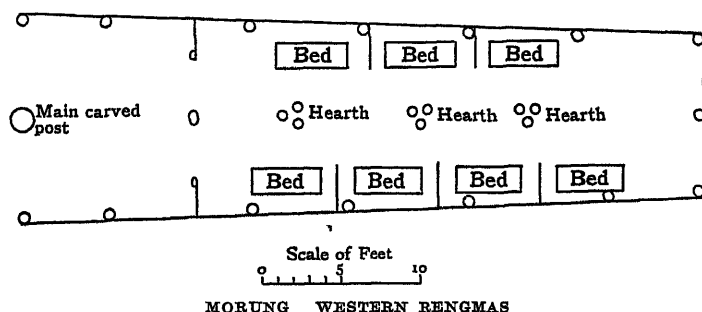 Bed Bed Bed
Main carved post
Hearth Hearth Hearth
Bed Bed Bed Bed
Scale of Feet
0 5 10
MORUNG WESTERN RENGMAS